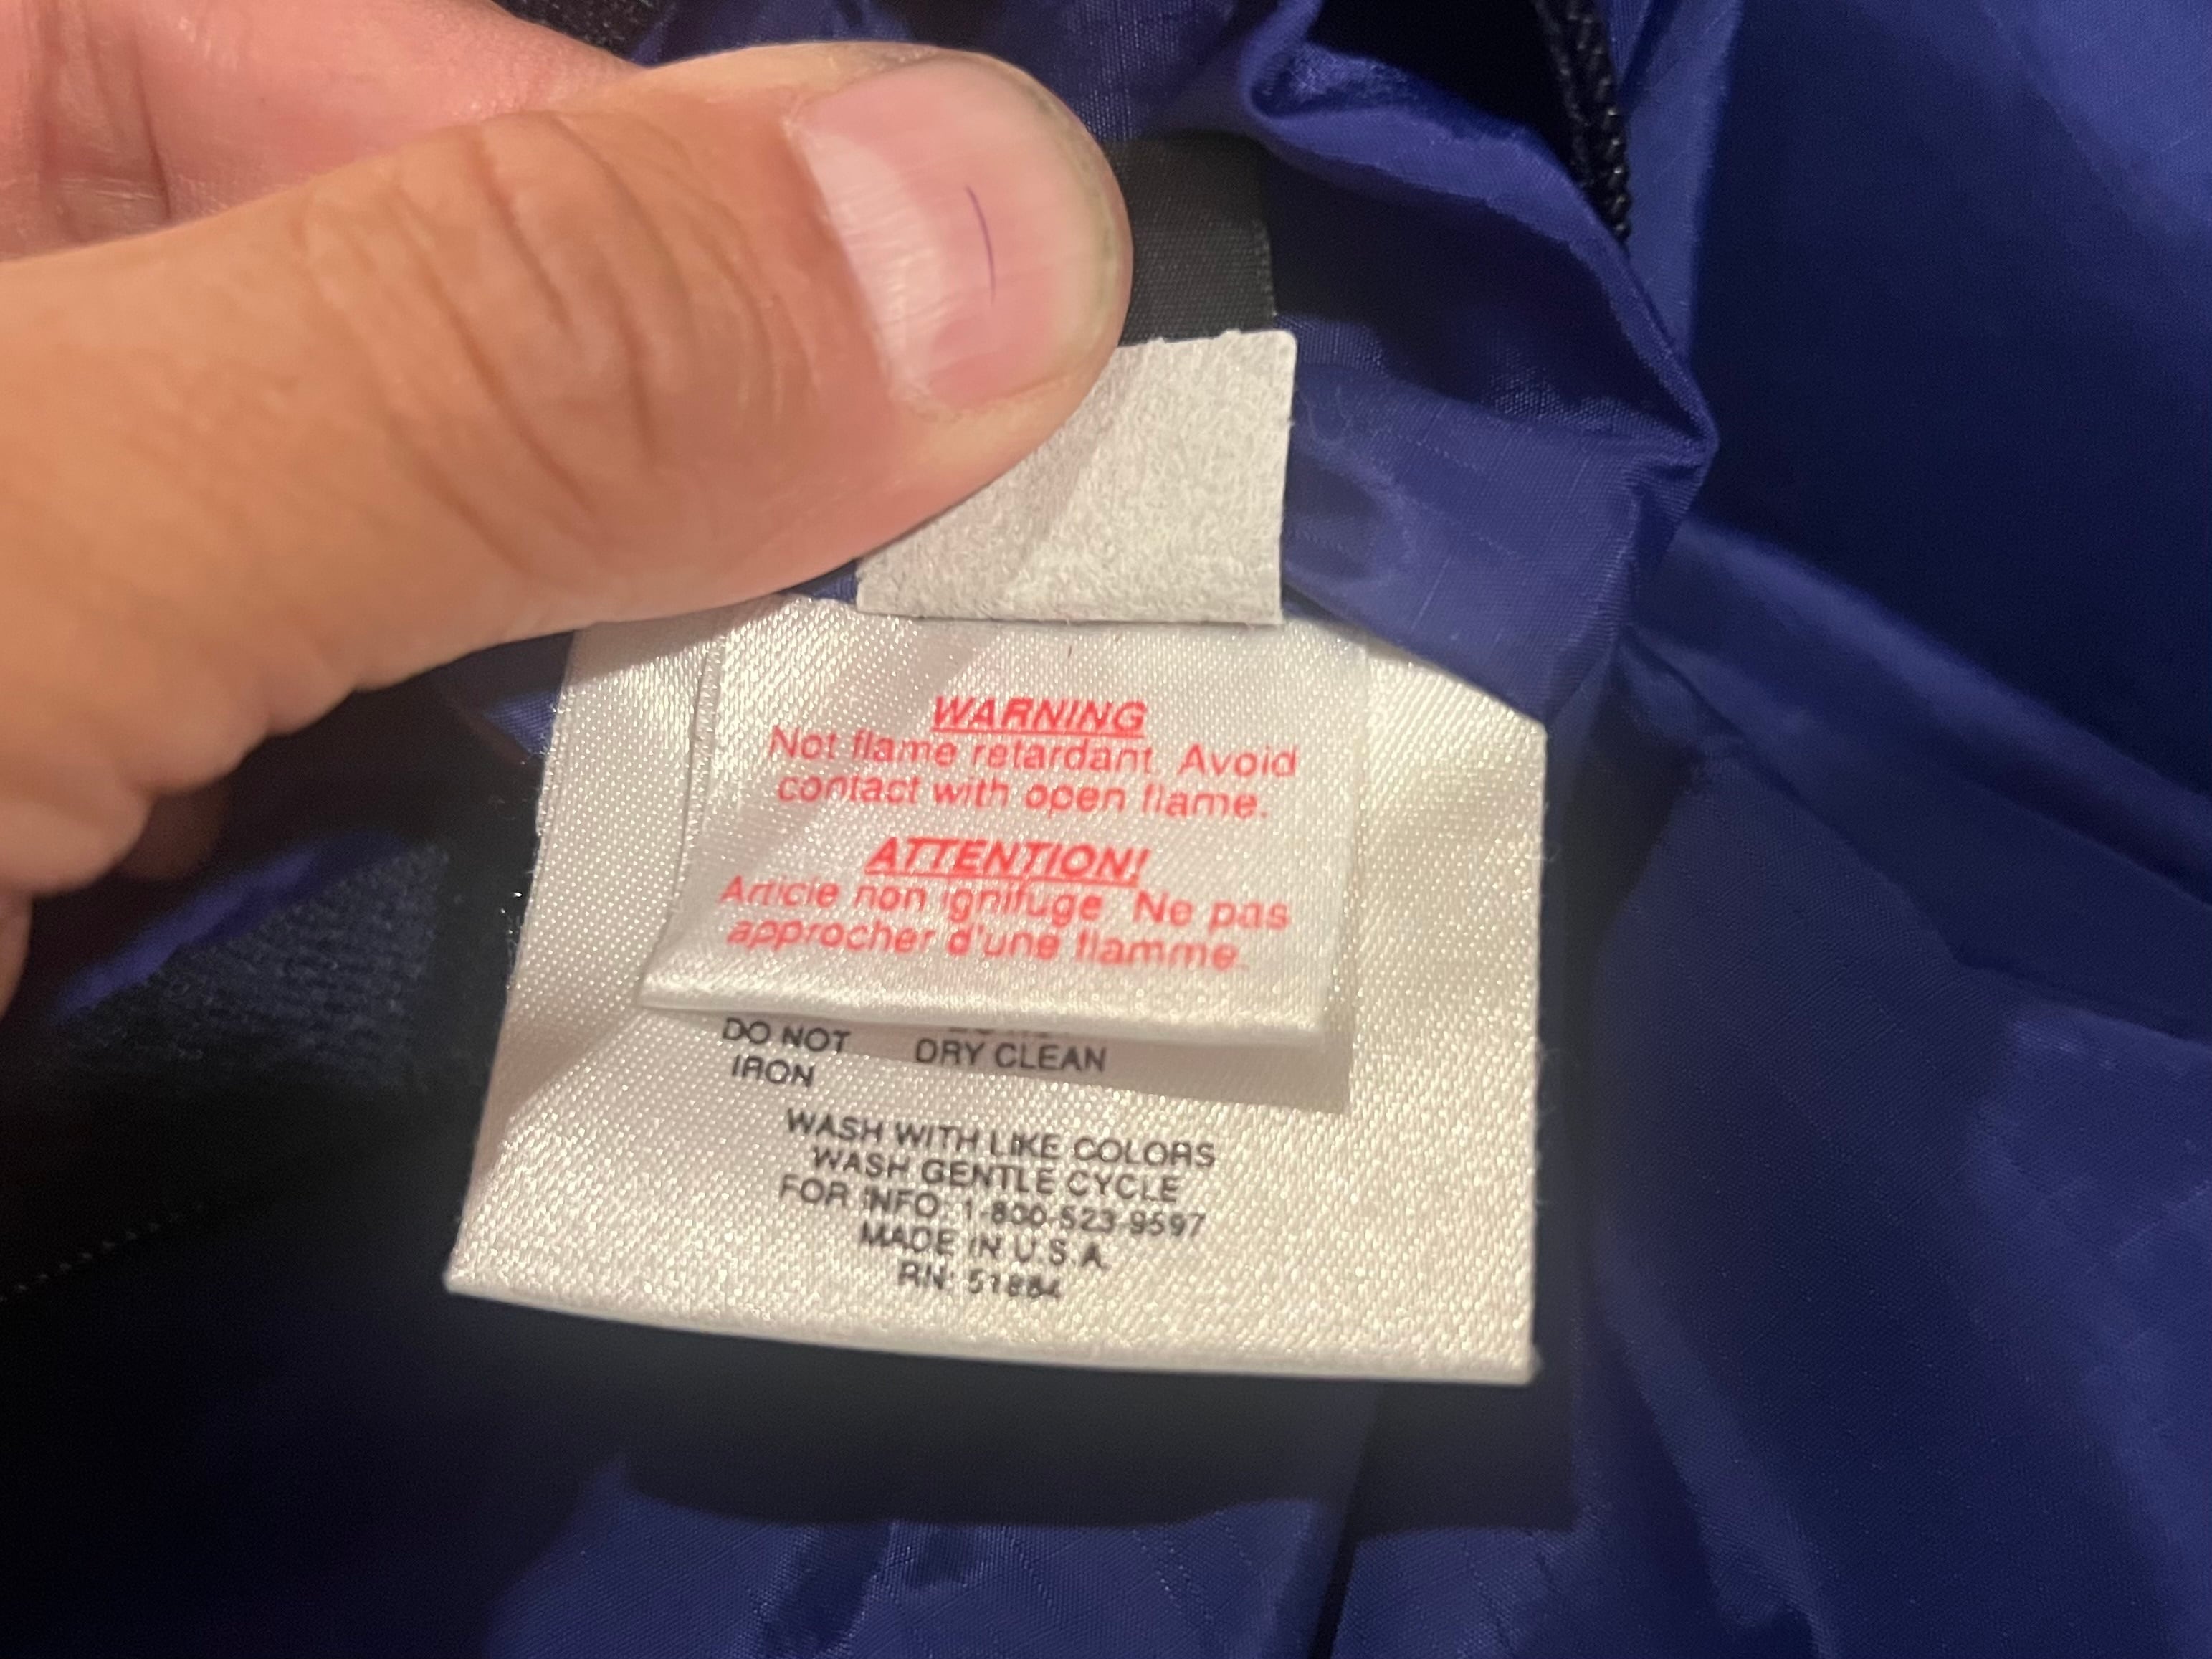 WARNING
Not flame retardant. Avoid
contact with open flame.
ATTENTION!
Article non ignifuge. Ne pas
approcher d'une flamme.
DO NOT
IRON
DRY CLEAN
WASH WITH LIKE COLORS
WASH GENTLE CYCLE
FOR INFO: 1-800-523-9597
MADE IN U.S.A.
RN: 51884